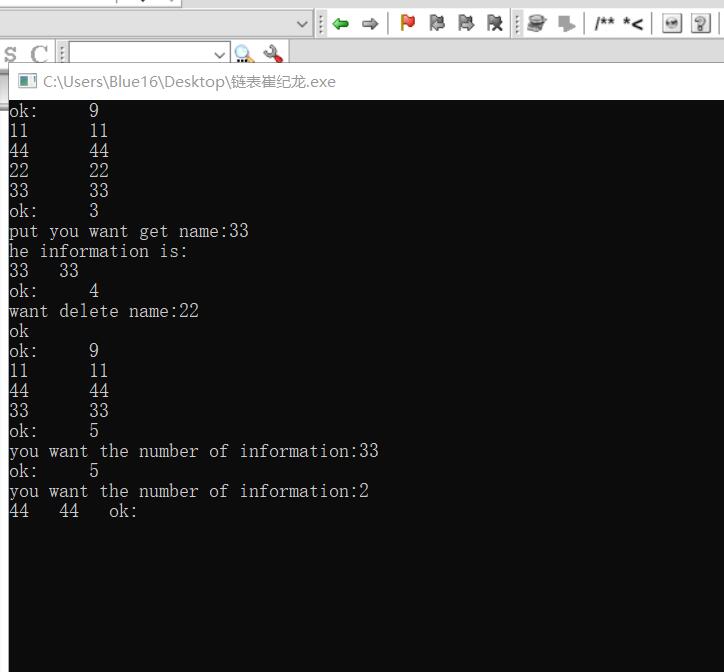 /** *<
S C
C:\Users\Blue16\Desktop\链表崔纪龙.exe
ok: 9
11 11
44 44
22 22
33 33
ok: 3
put you want get name:33
he information is:
33 33
ok: 4
want delete name:22
ok
ok: 9
11 11
44 44
33 33
ok: 5
you want the number of information:33
ok: 5
you want the number of information:2
44 44 ok: